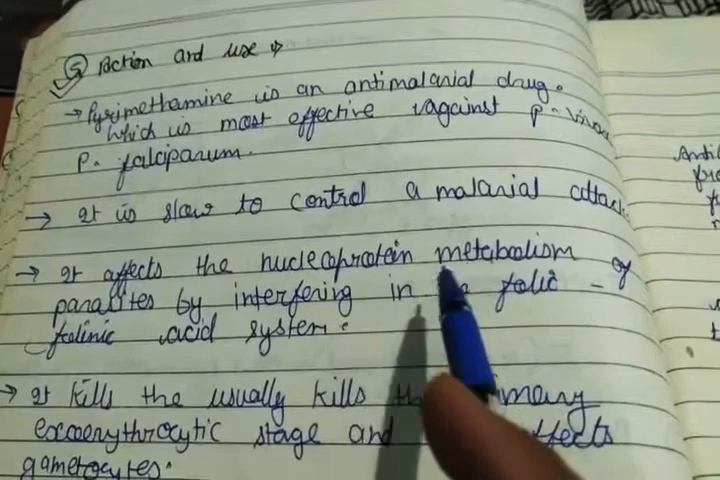 5 Action and use
→ Pyrimethamine is an antimalarial drug.
which is most effective against P. vivax
P. falciparum.
→ It is slow to control a malarial attack
→ It affects the nucleoprotein metabolism of
parasites by interfering in folic -
folinic acid system.
→ It kills the usually kills the
exoerythrocytic stage and
gametocytes.
Anti